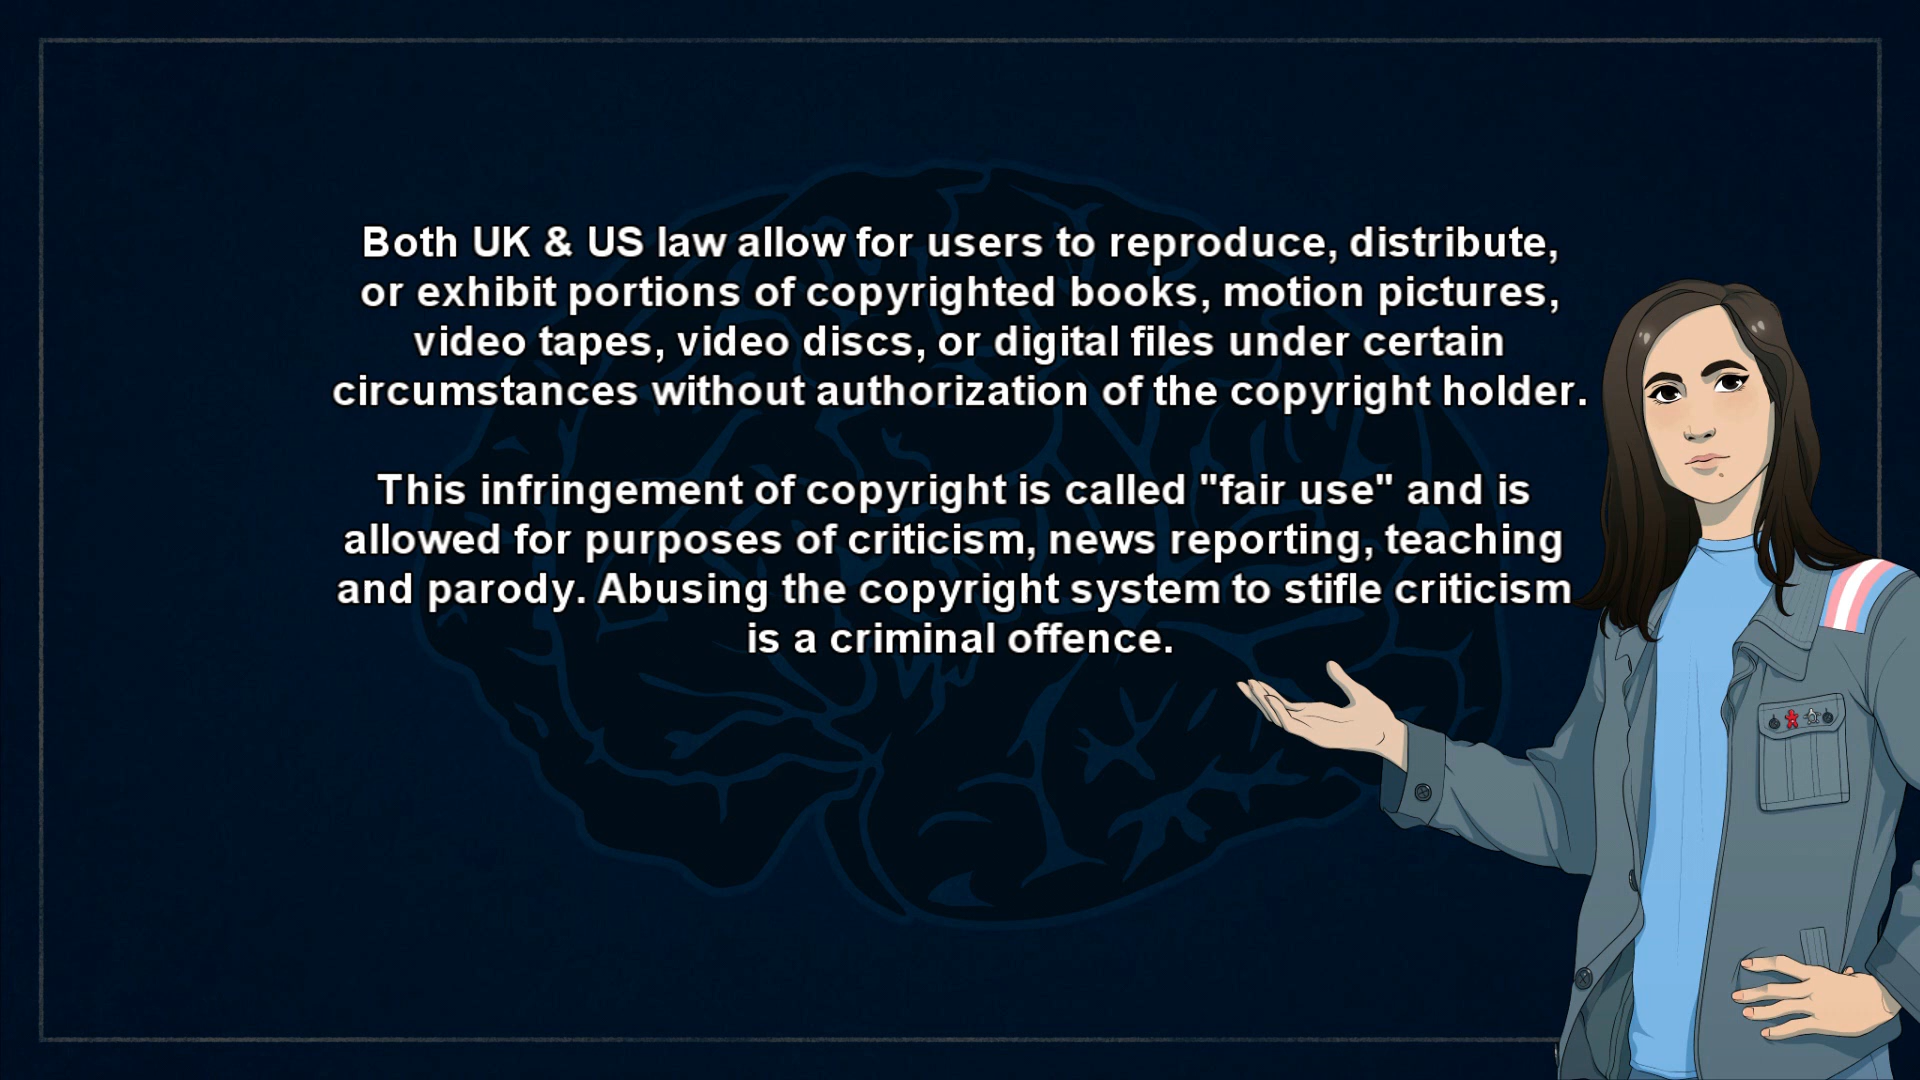 Both UK & US law allow for users to reproduce, distribute,
or exhibit portions of copyrighted books, motion pictures,
video tapes, video discs, or digital files under certain
circumstances without authorization of the copyright holder.
This infringement of copyright is called "fair use" and is
allowed for purposes of criticism, news reporting, teaching
and parody. Abusing the copyright system to stifle criticism
is a criminal offence.